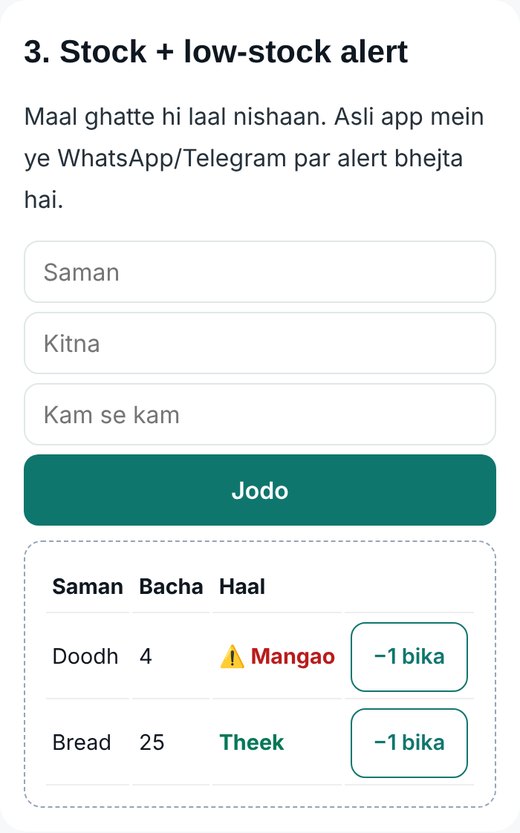 3. Stock + low-stock alert
Maal ghatte hi laal nishaan. Asli app mein
ye WhatsApp/Telegram par alert bhejta
hai.
Saman
Kitna
Kam se kam
Jodo
Saman Bacha Haal
Doodh 4 ⚠️ Mangao −1 bika
Bread 25 Theek −1 bika